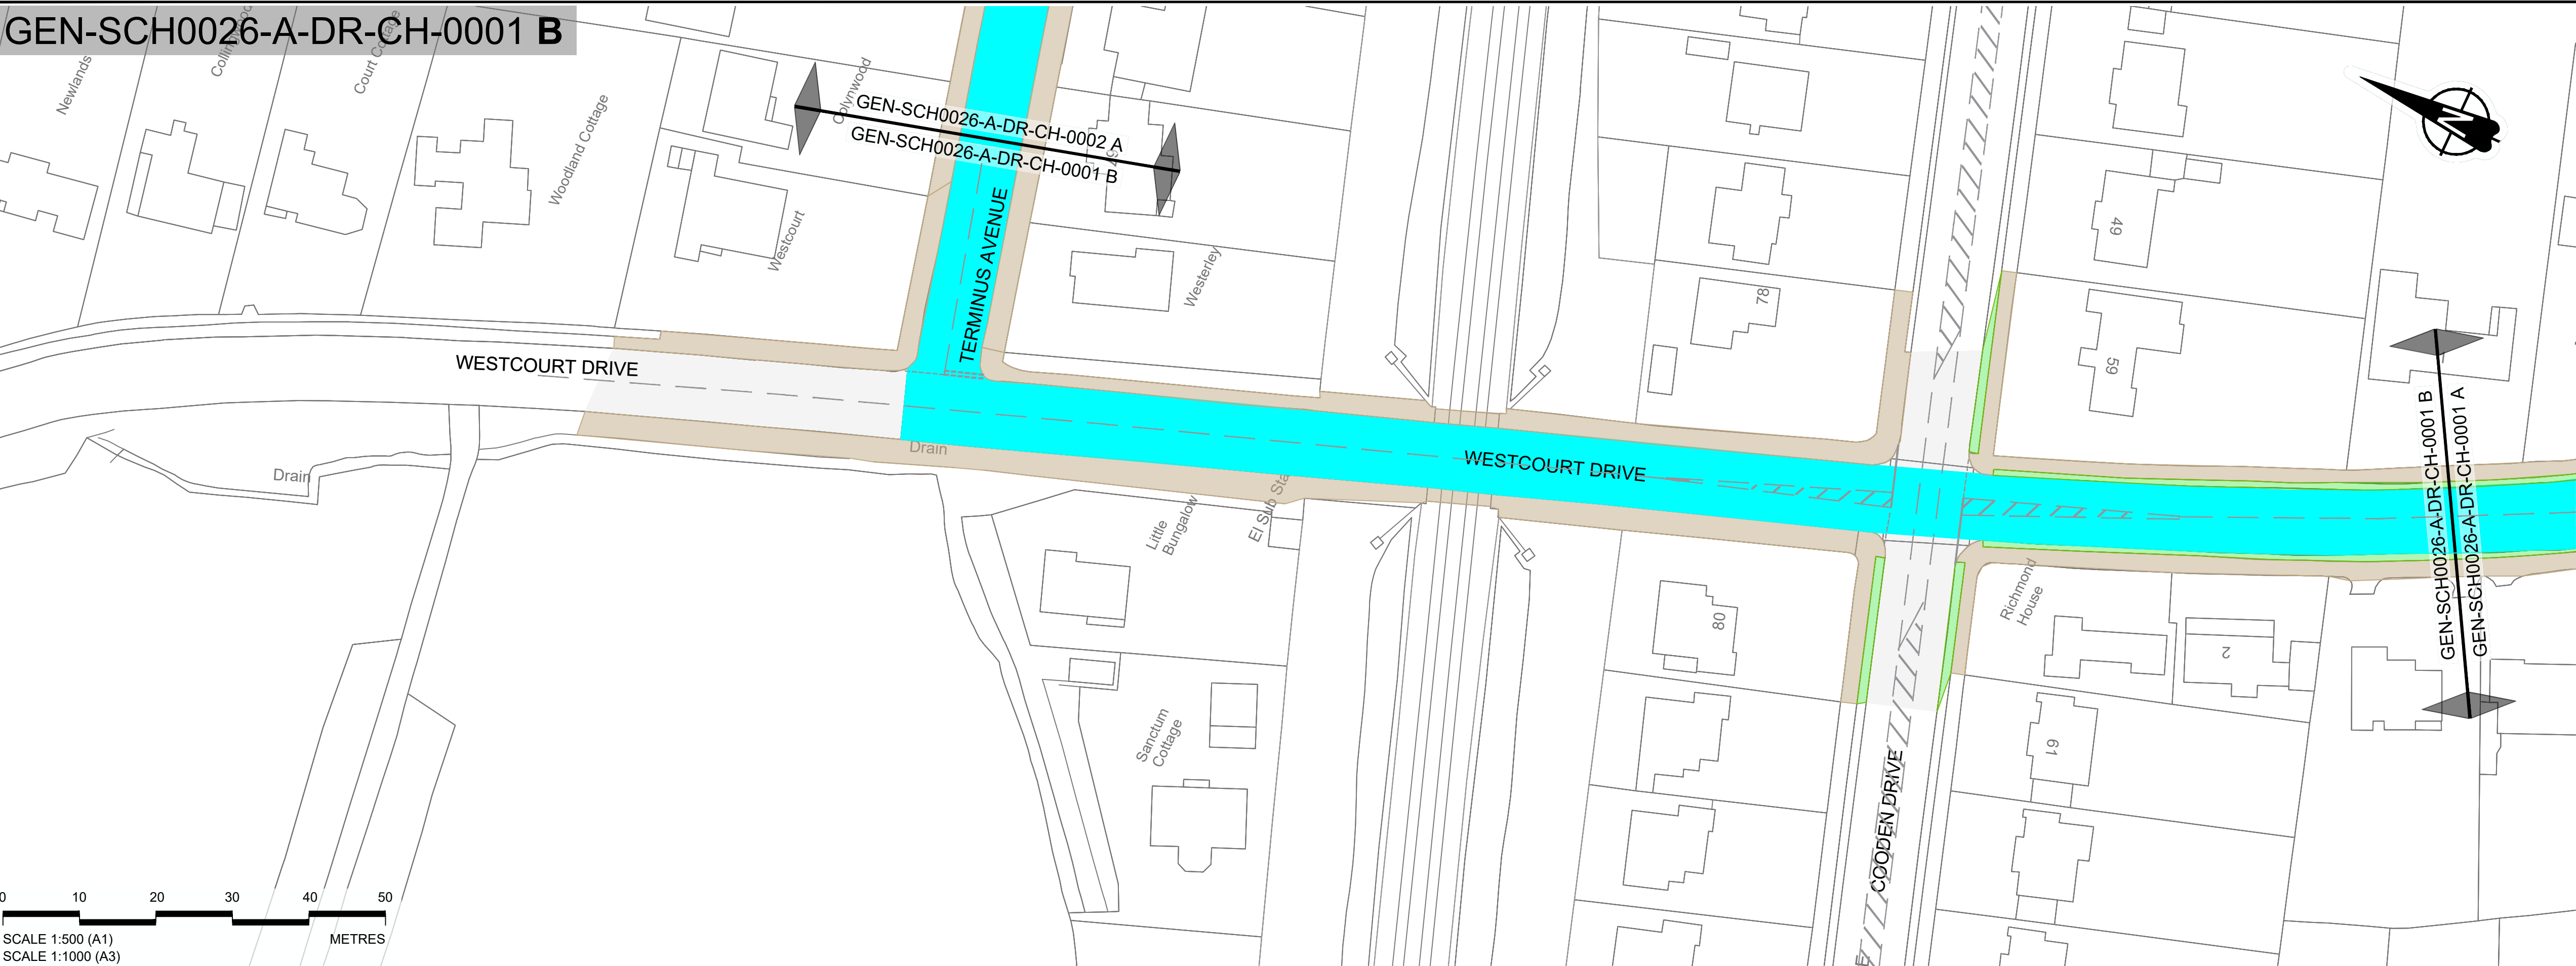 GEN-SCH0026-A-DR-CH-0001 B
Newlands
Court Cottage
Woodland Cottage
Westcourt
GEN-SCH0026-A-DR-CH-0002 A
GEN-SCH0026-A-DR-CH-0001 B
TERMINUS AVENUE
Westerley
WESTCOURT DRIVE
Drain
Drain
WESTCOURT DRIVE
Little
Bungalow
El Sub Sta
Sanctum
Cottage
78
80
49
59
N
GEN-SCH0026-A-DR-CH-0001 B
GEN-SCH0026-A-DR-CH-0001 A
Richmond
House
2
61
COODEN DRIVE
0 10 20 30 40 50
SCALE 1:500 (A1) METRES
SCALE 1:1000 (A3)